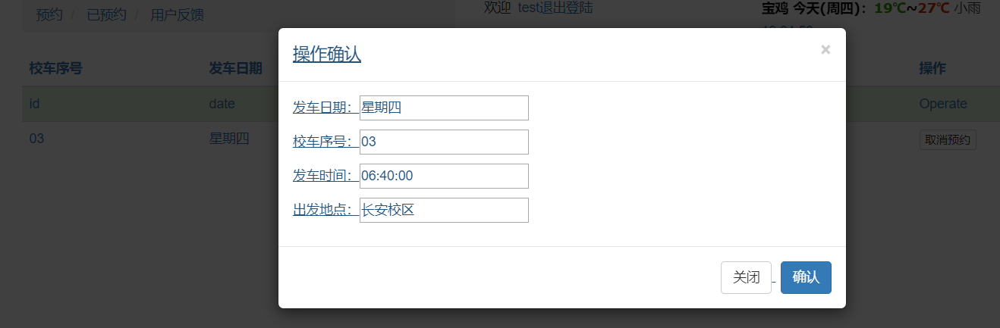 预约 / 已预约 / 用户反馈
欢迎 test退出登陆
宝鸡 今天(周四)：19℃~27℃ 小雨
操作确认
×
校车序号 发车日期 操作
id date Operate
03 星期四 取消预约
发车日期：星期四
校车序号：03
发车时间：06:40:00
出发地点：长安校区
关闭 确认